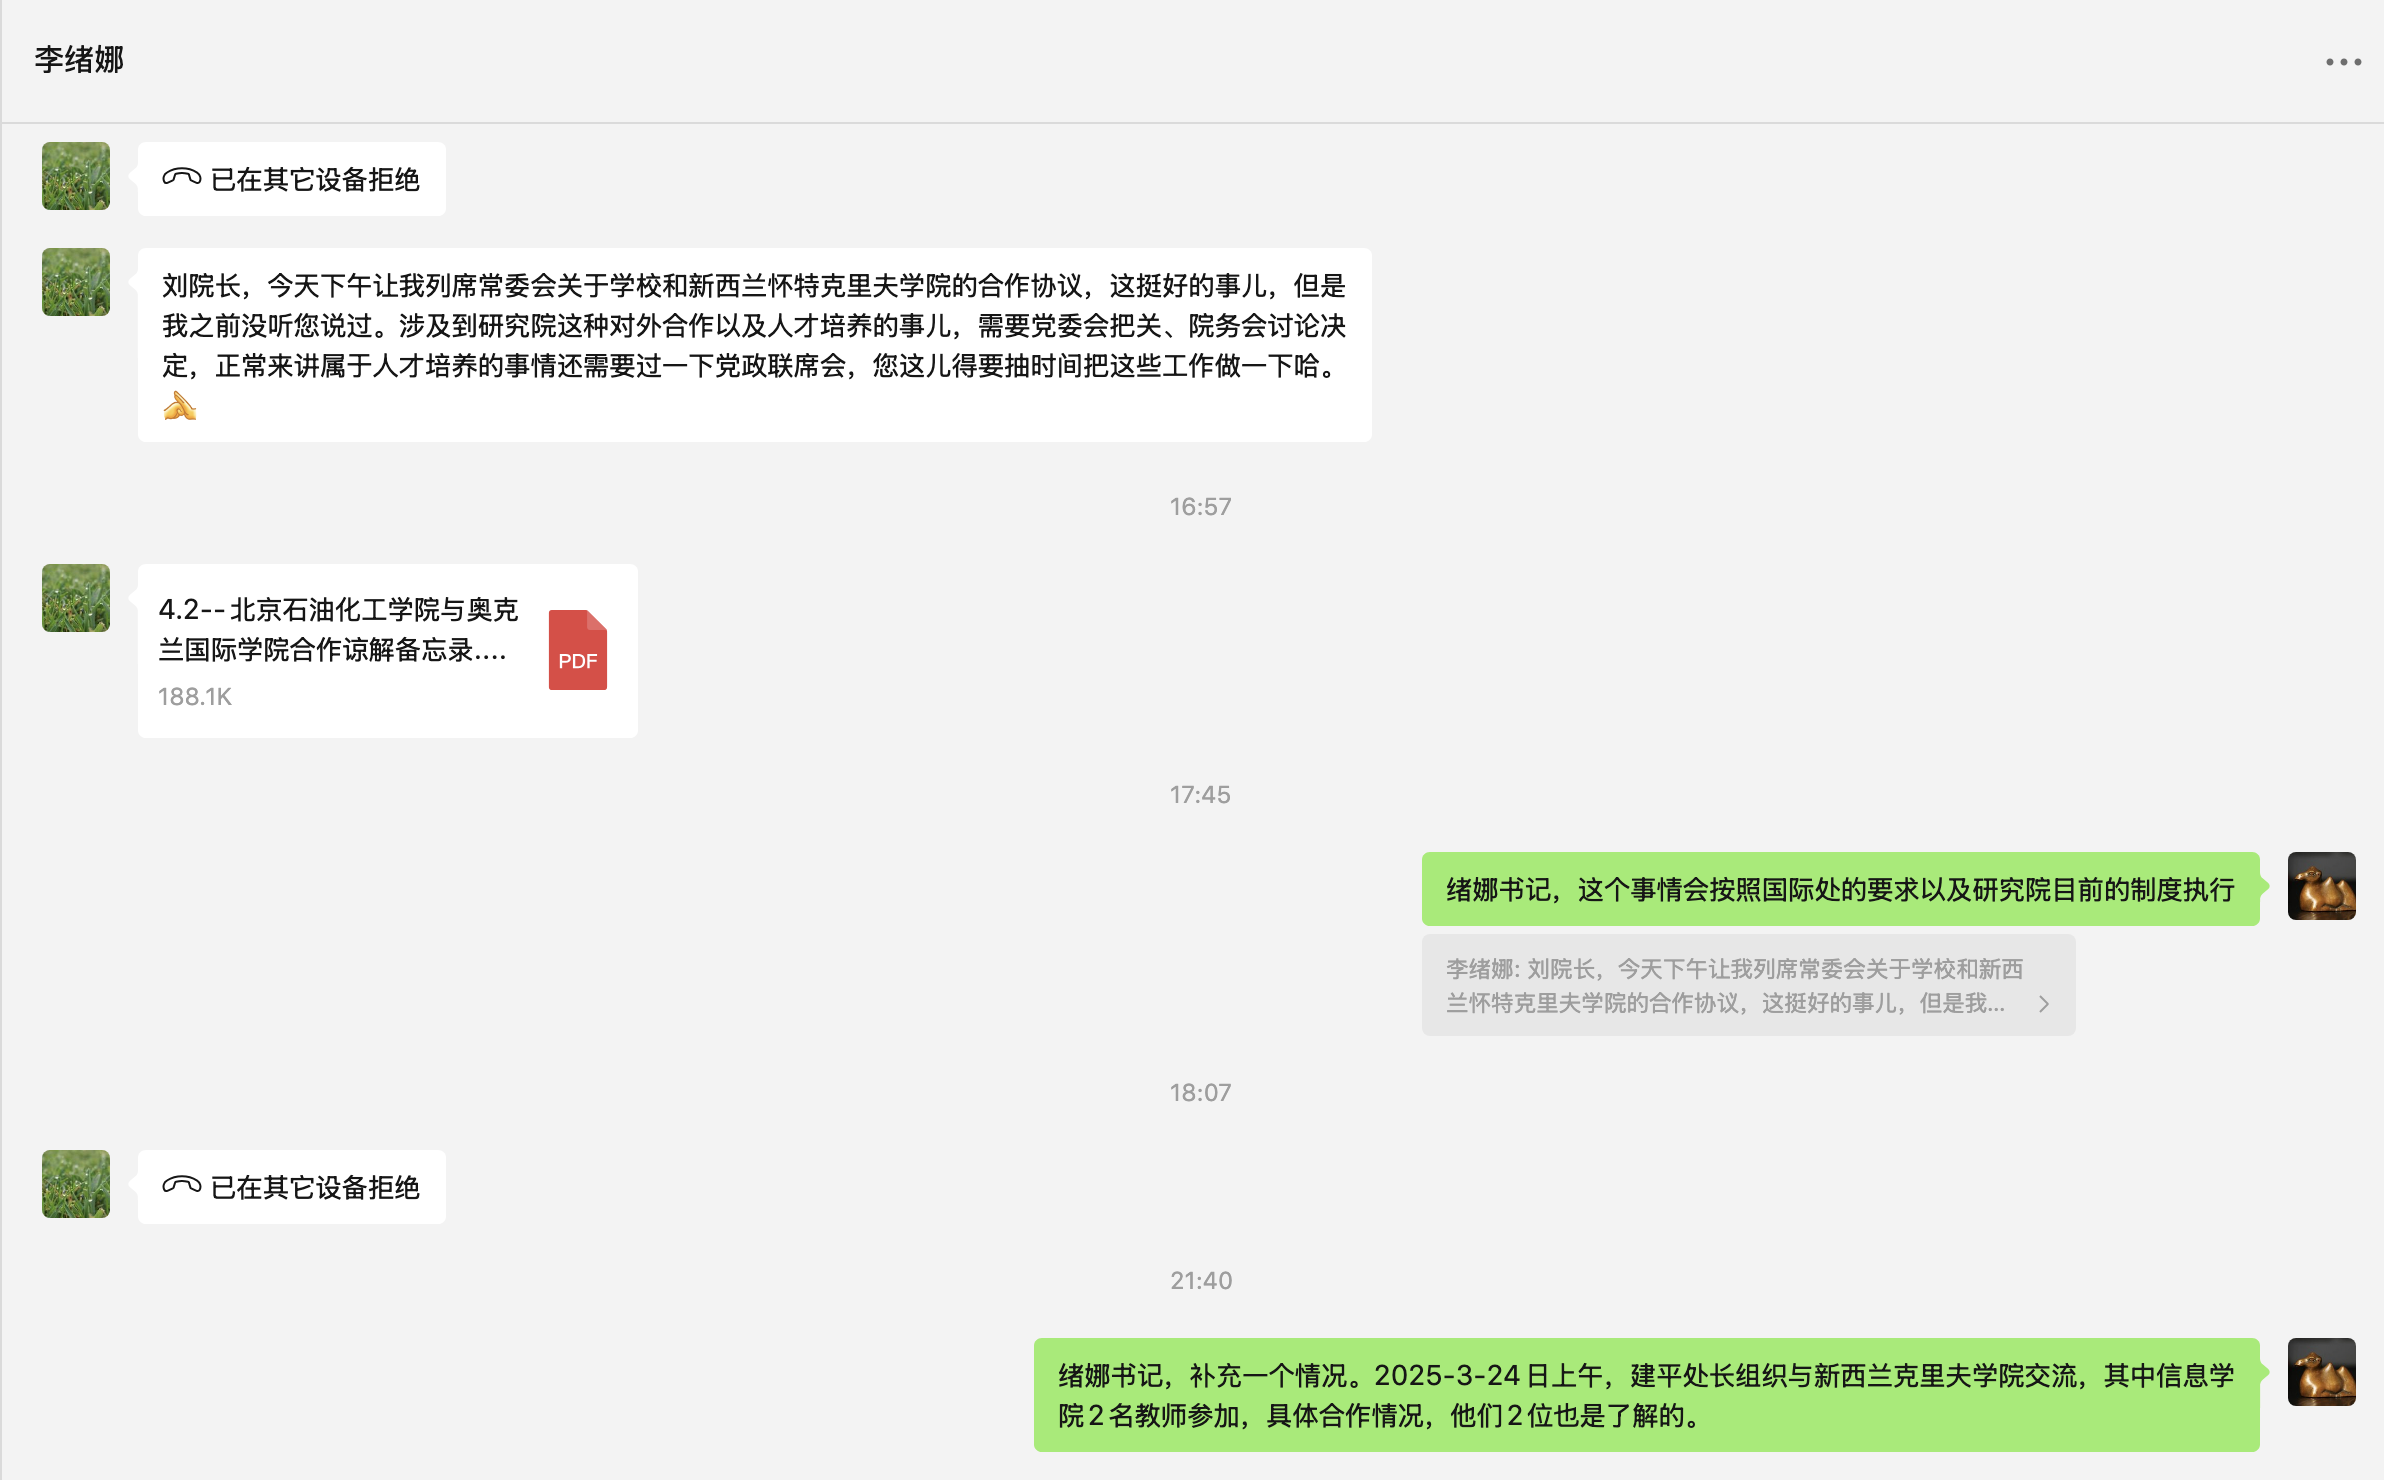 李绪娜
已在其它设备拒绝
刘院长，今天下午让我列席常委会关于学校和新西兰怀特克里夫学院的合作协议，这挺好的事儿，但是
我之前没听您说过。涉及到研究院这种对外合作以及人才培养的事儿，需要党委会把关、院务会讨论决
定，正常来讲属于人才培养的事情还需要过一下党政联席会，您这儿得要抽时间把这些工作做一下哈。
16:57
4.2--北京石油化工学院与奥克
兰国际学院合作谅解备忘录....
PDF
188.1K
17:45
绪娜书记，这个事情会按照国际处的要求以及研究院目前的制度执行
李绪娜: 刘院长，今天下午让我列席常委会关于学校和新西
兰怀特克里夫学院的合作协议，这挺好的事儿，但是我...
18:07
已在其它设备拒绝
21:40
绪娜书记，补充一个情况。2025-3-24日上午，建平处长组织与新西兰克里夫学院交流，其中信息学
院2名教师参加，具体合作情况，他们2位也是了解的。